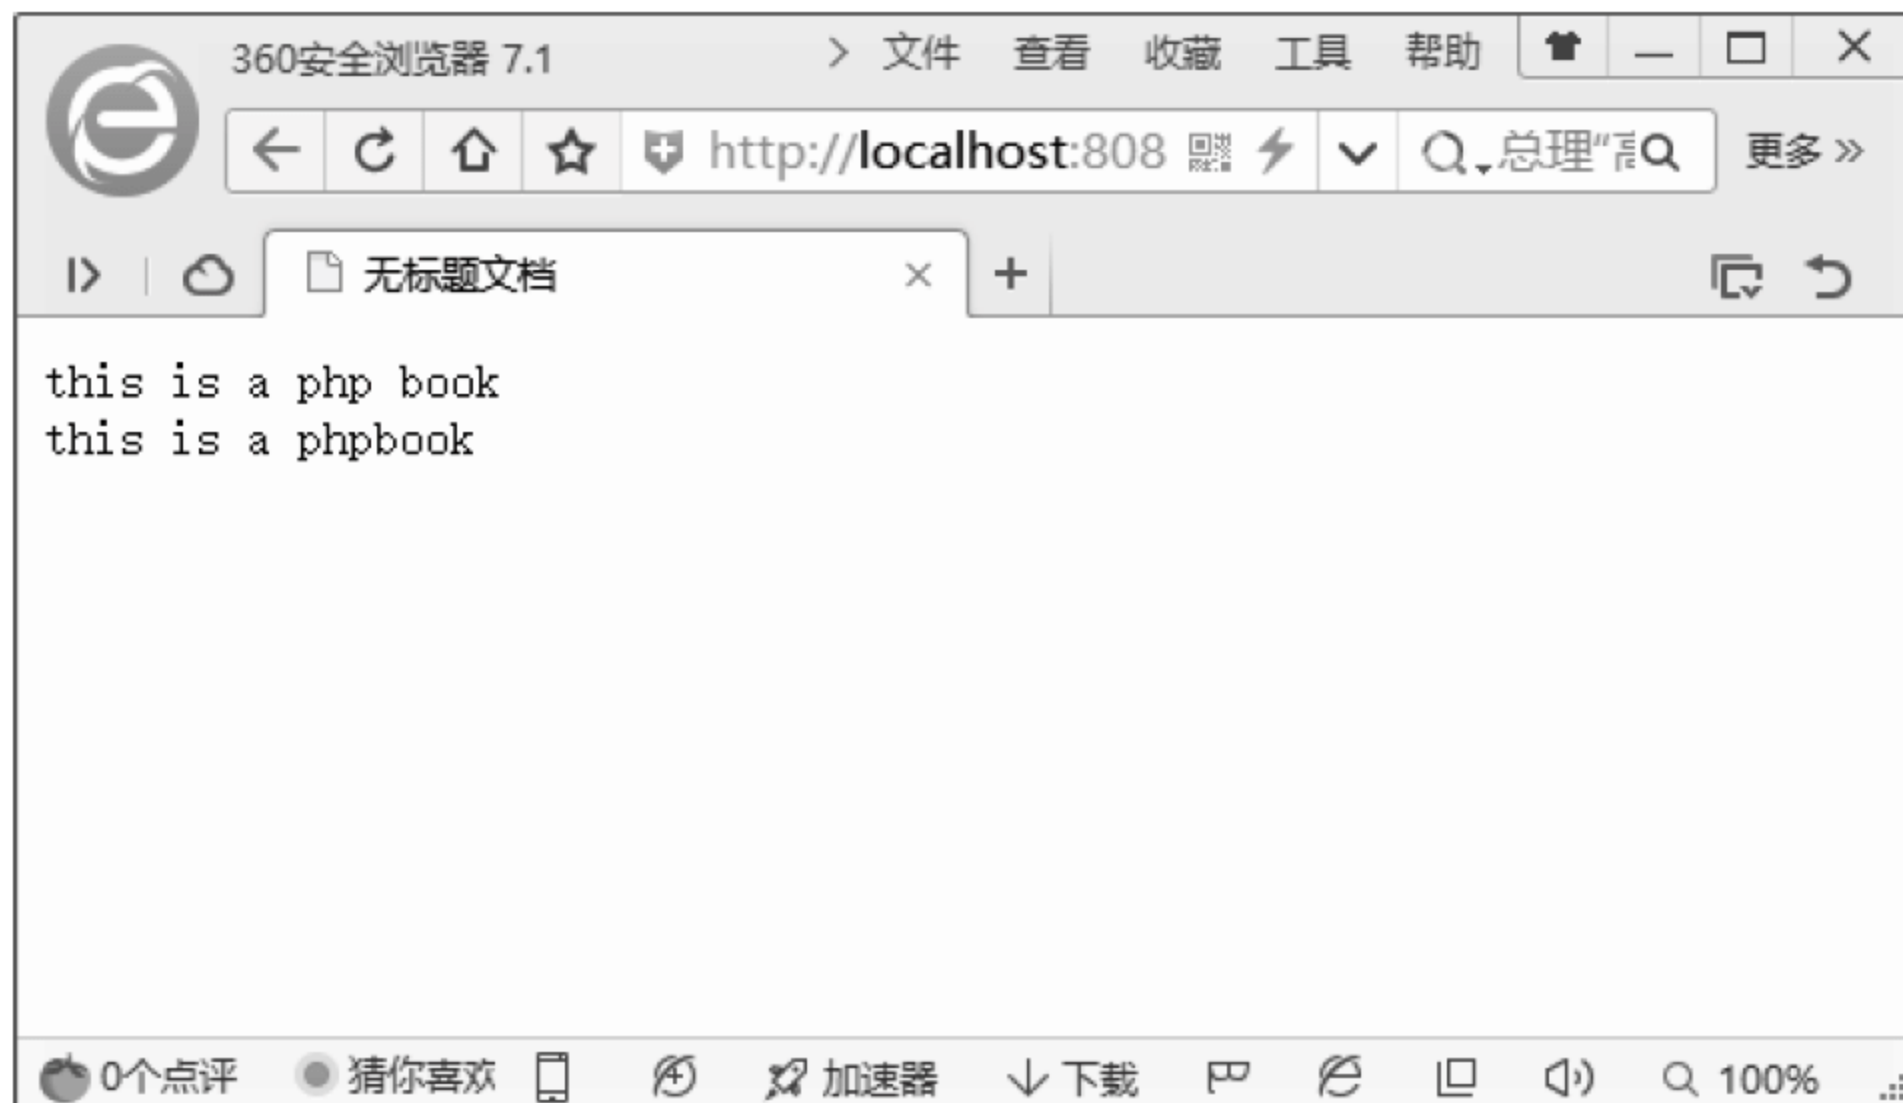 360安全浏览器 7.1 > 文件 查看 收藏 工具 帮助
http://localhost:808 总理“高 更多 »
无标题文档
this is a php book
this is a phpbook
0个点评 猜你喜欢 加速器 下载 100%